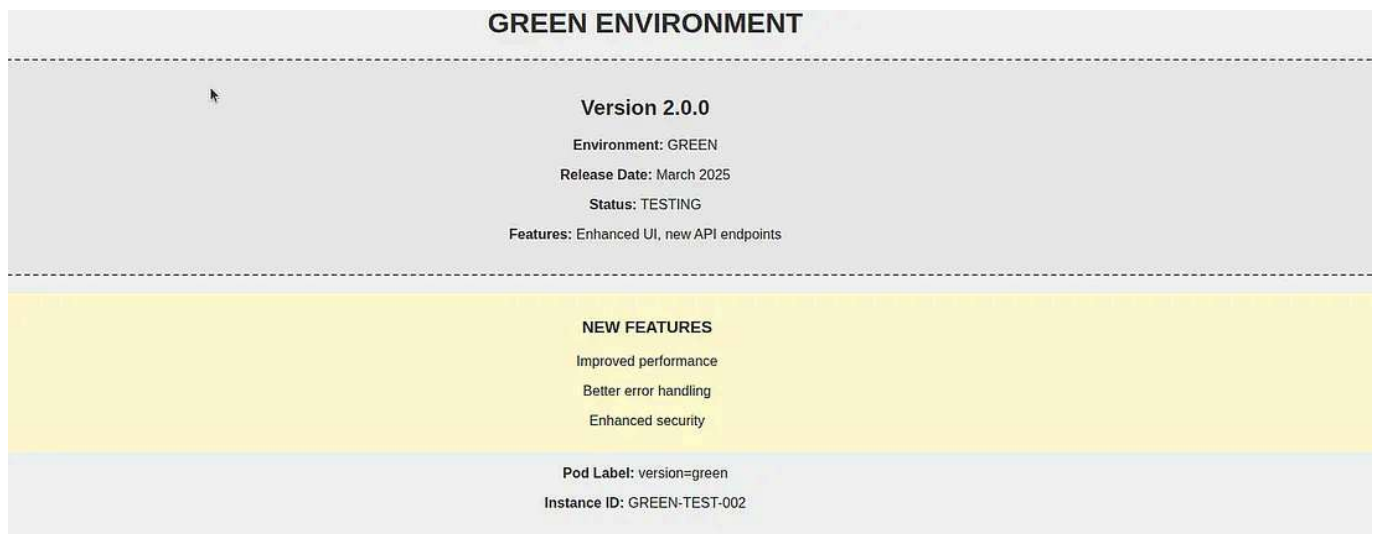 GREEN ENVIRONMENT
Version 2.0.0
Environment: GREEN
Release Date: March 2025
Status: TESTING
Features: Enhanced UI, new API endpoints
NEW FEATURES
Improved performance
Better error handling
Enhanced security
Pod Label: version=green
Instance ID: GREEN-TEST-002